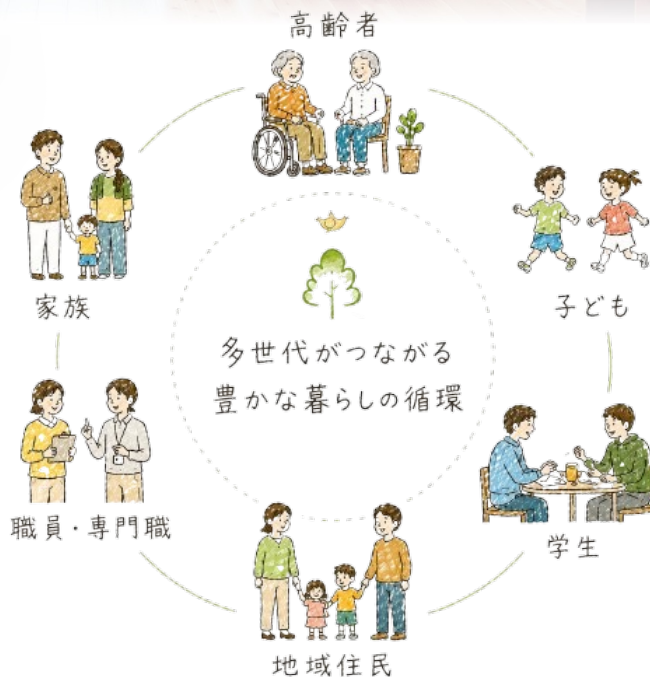 高齢者
家族
子ども
多世代がつながる
豊かな暮らしの循環
職員・専門職
学生
地域住民